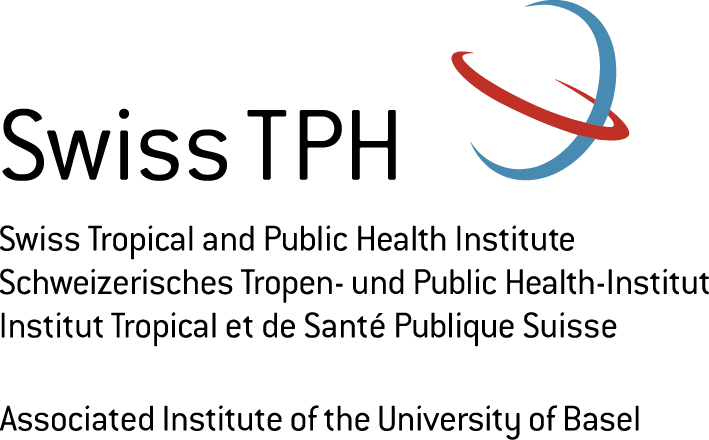 Swiss TPH
Swiss Tropical and Public Health Institute
Schweizerisches Tropen- und Public Health-Institut
Institut Tropical et de Santé Publique Suisse
Associated Institute of the University of Basel